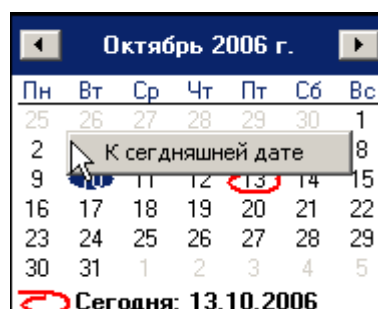 Октябрь 2006 г.
Пн Вт Ср Чт Пт Сб Вс
25 26 27 28 29 30 1
2 К сегдняшней дате 8
9 10 11 12 13 14 15
16 17 18 19 20 21 22
23 24 25 26 27 28 29
30 31 1 2 3 4 5
Сегодня: 13.10.2006